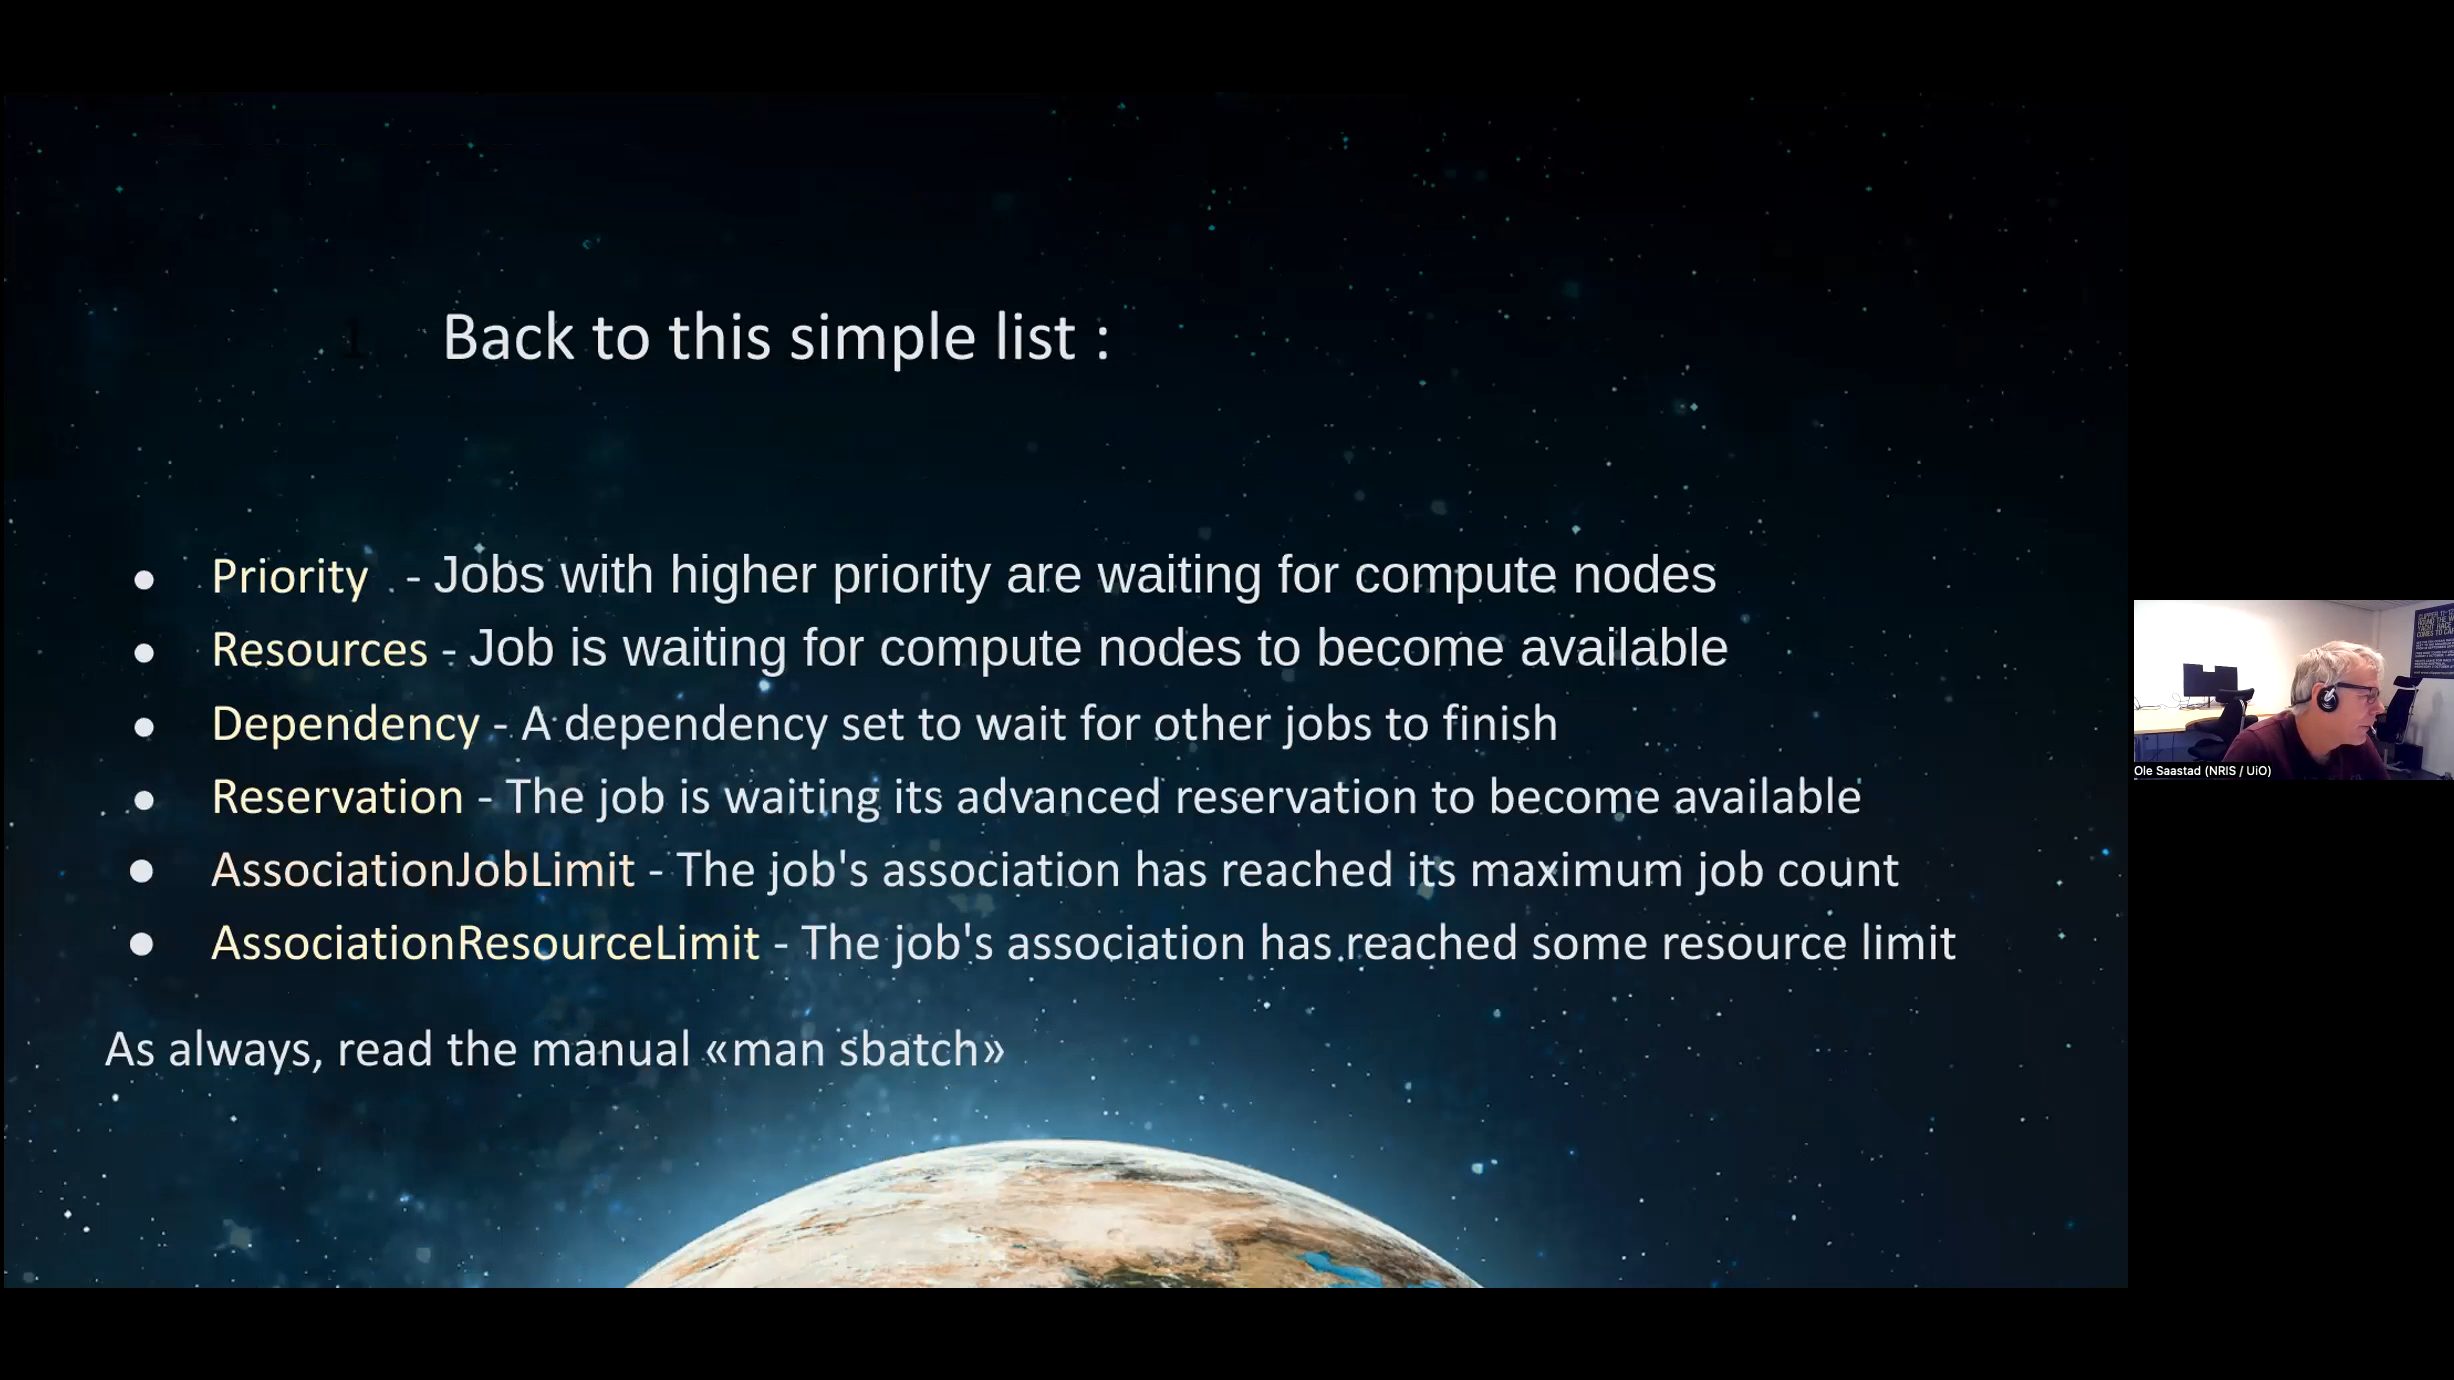 1 Back to this simple list :
● Priority - Jobs with higher priority are waiting for compute nodes
● Resources - Job is waiting for compute nodes to become available
● Dependency - A dependency set to wait for other jobs to finish
● Reservation - The job is waiting its advanced reservation to become available
● AssociationJobLimit - The job's association has reached its maximum job count
● AssociationResourceLimit - The job's association has reached some resource limit
As always, read the manual «man sbatch»
Ole Saastad (NRIS / UiO)